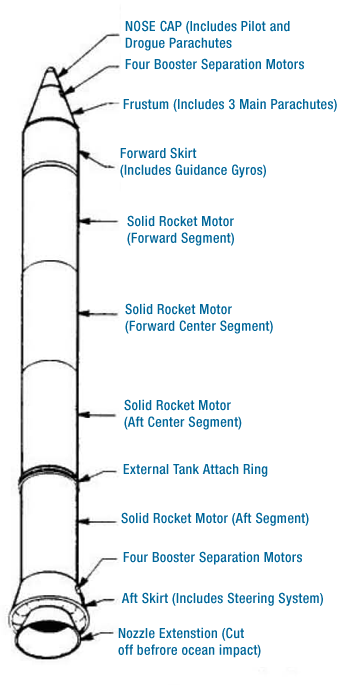 NOSE CAP (Includes Pilot and
Drogue Parachutes
Four Booster Separation Motors
Frustum (Includes 3 Main Parachutes)
Forward Skirt
(Includes Guidance Gyros)
Solid Rocket Motor
(Forward Segment)
Solid Rocket Motor
(Forward Center Segment)
Solid Rocket Motor
(Aft Center Segment)
External Tank Attach Ring
Solid Rocket Motor (Aft Segment)
Four Booster Separation Motors
Aft Skirt (Includes Steering System)
Nozzle Extenstion (Cut
off befrore ocean impact)